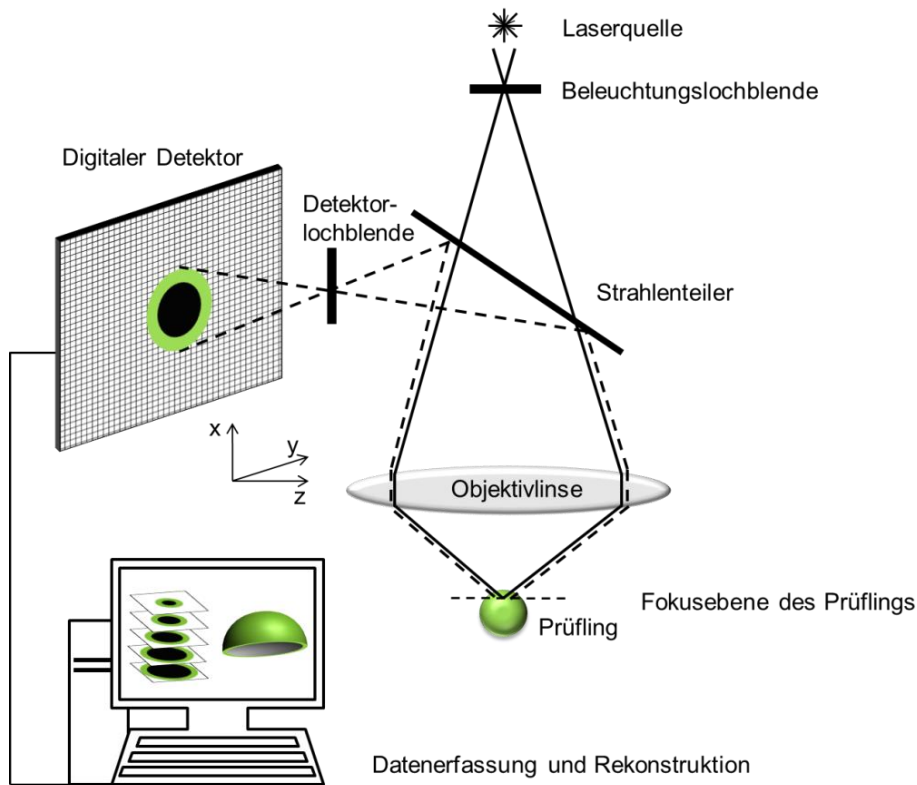 Laserquelle
Beleuchtungslochblende
Digitaler Detektor
Detektor-
lochblende
Strahlenteiler
x
y
z
Objektivlinse
Fokusebene des Prüflings
Prüfling
Datenerfassung und Rekonstruktion